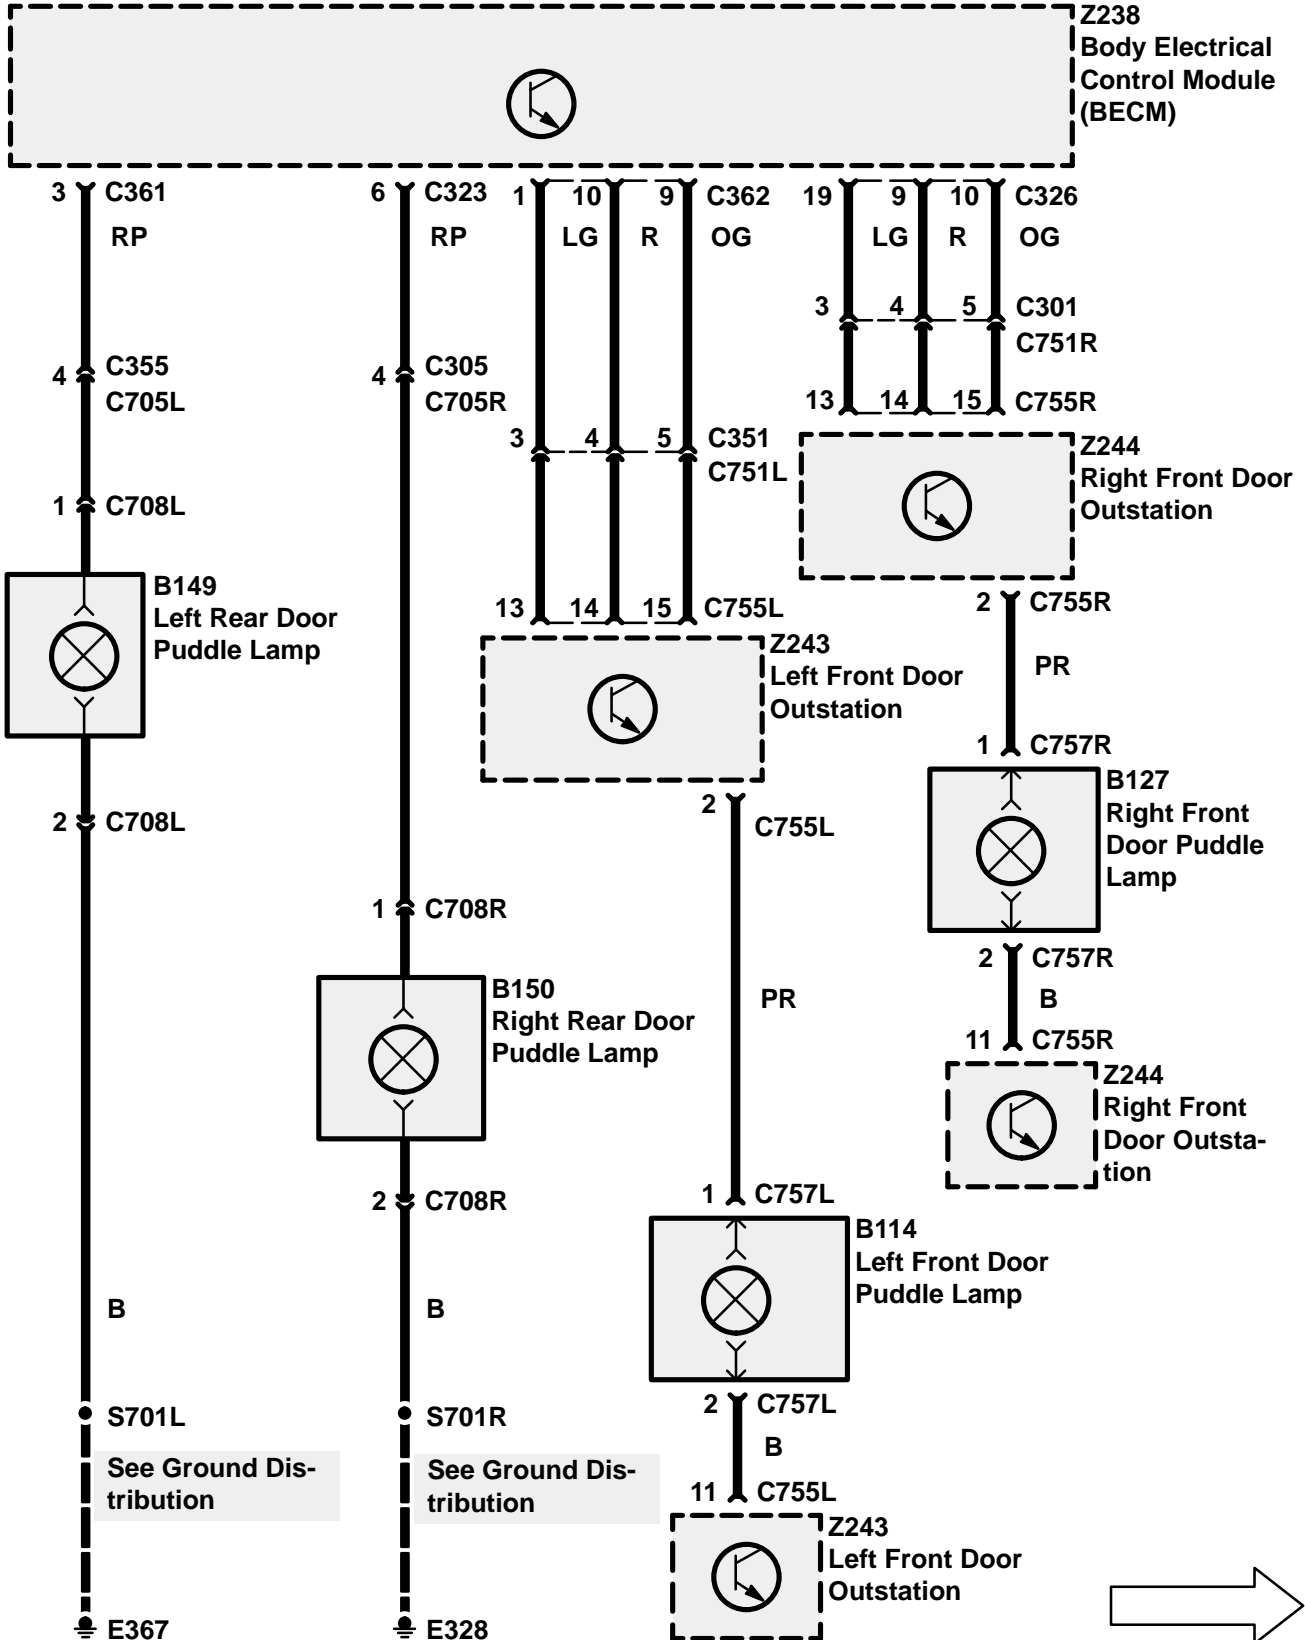 Z238
Body Electrical
Control Module
(BECM)
3 C361 6 C323 1 10 9 C362 19 9 10 C326
RP RP LG R OG LG R OG
3 4 5 C301
C751R
4 C355 4 C305
C705L C705R
13 14 15 C755R
3 4 5 C351
C751L
Z244
Right Front Door
Outstation
1 C708L
B149
Left Rear Door
Puddle Lamp
13 14 15 C755L
2 C755R
Z243
Left Front Door
Outstation
PR
1 C757R
B127
Right Front
Door Puddle
Lamp
2 C708L
2
C755L
1 C708R
2 C757R
B150
Right Rear Door
Puddle Lamp
PR
B
11 C755R
Z244
Right Front
Door Outsta-
tion
2 C708R
1 C757L
B114
Left Front Door
Puddle Lamp
B B
2 C757L
S701L S701R
B
See Ground Dis-
tribution
See Ground Dis-
tribution
11 C755L
Z243
Left Front Door
Outstation
E367 E328